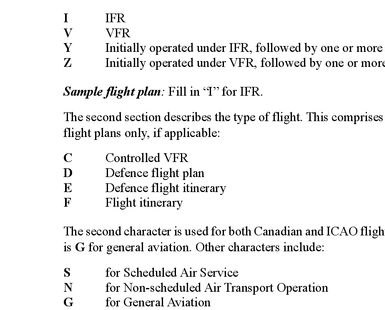 I IFR
V VFR
Y Initially operated under IFR, followed by one or more
Z Initially operated under VFR, followed by one or more
Sample flight plan: Fill in “I” for IFR.
The second section describes the type of flight. This comprises
flight plans only, if applicable:
C Controlled VFR
D Defence flight plan
E Defence flight itinerary
F Flight itinerary
The second character is used for both Canadian and ICAO fligh
is G for general aviation. Other characters include:
S for Scheduled Air Service
N for Non-scheduled Air Transport Operation
G for General Aviation